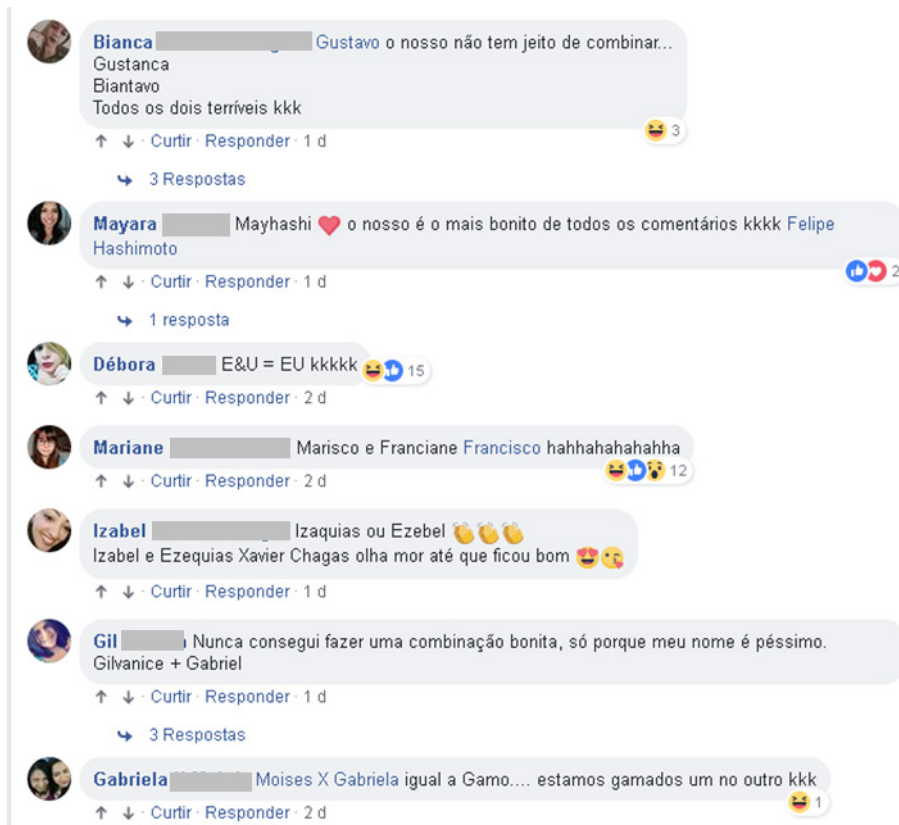 Bianca Gustavo o nosso não tem jeito de combinar...
Gustanca
Biantavo
Todos os dois terríveis kkk
3
Curtir · Responder · 1 d
3 Respostas
Mayara Mayhashi ❤️ o nosso é o mais bonito de todos os comentários kkkk Felipe
Hashimoto
2
Curtir · Responder · 1 d
1 resposta
Débora E&U = EU kkkkk 15
Curtir · Responder · 2 d
Mariane Marisco e Franciane Francisco hahhahahahahha
12
Curtir · Responder · 2 d
Izabel Izaquias ou Ezebel 👏👏👏
Izabel e Ezequias Xavier Chagas olha mor até que ficou bom 😍😘
Curtir · Responder · 1 d
Gil Nunca consegui fazer uma combinação bonita, só porque meu nome é péssimo.
Gilvanice + Gabriel
Curtir · Responder · 1 d
3 Respostas
Gabriela Moises X Gabriela igual a Gamo.... estamos gamados um no outro kkk
1
Curtir · Responder · 2 d